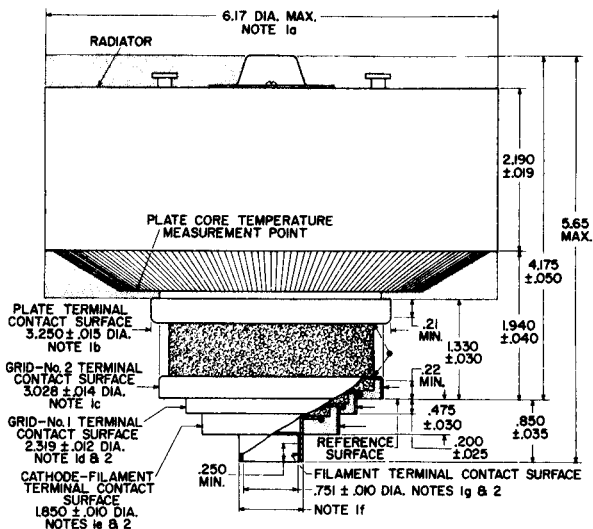 6.17 DIA. MAX.
NOTE 1a
RADIATOR
2.190
±.019
PLATE CORE TEMPERATURE
MEASUREMENT POINT
5.65
MAX.
4.175
±.050
PLATE TERMINAL
CONTACT SURFACE
3.250 ± .015 DIA.
NOTE 1b
.21
MIN.
1.330
±.030
1.940
±.040
GRID-No. 2 TERMINAL
CONTACT SURFACE
3.028 ± .014 DIA.
NOTE 1c
.22
MIN.
GRID-No. 1 TERMINAL
CONTACT SURFACE
2.319 ± .012 DIA.
NOTE 1d & 2
.475
±.030
.850
±.035
REFERENCE
SURFACE
.200
±.025
CATHODE-FILAMENT
TERMINAL CONTACT
SURFACE
1.850 ± .010 DIA.
NOTES 1e & 2
.250
MIN.
FILAMENT TERMINAL CONTACT SURFACE
.751 ± .010 DIA. NOTES 1g & 2
NOTE 1f